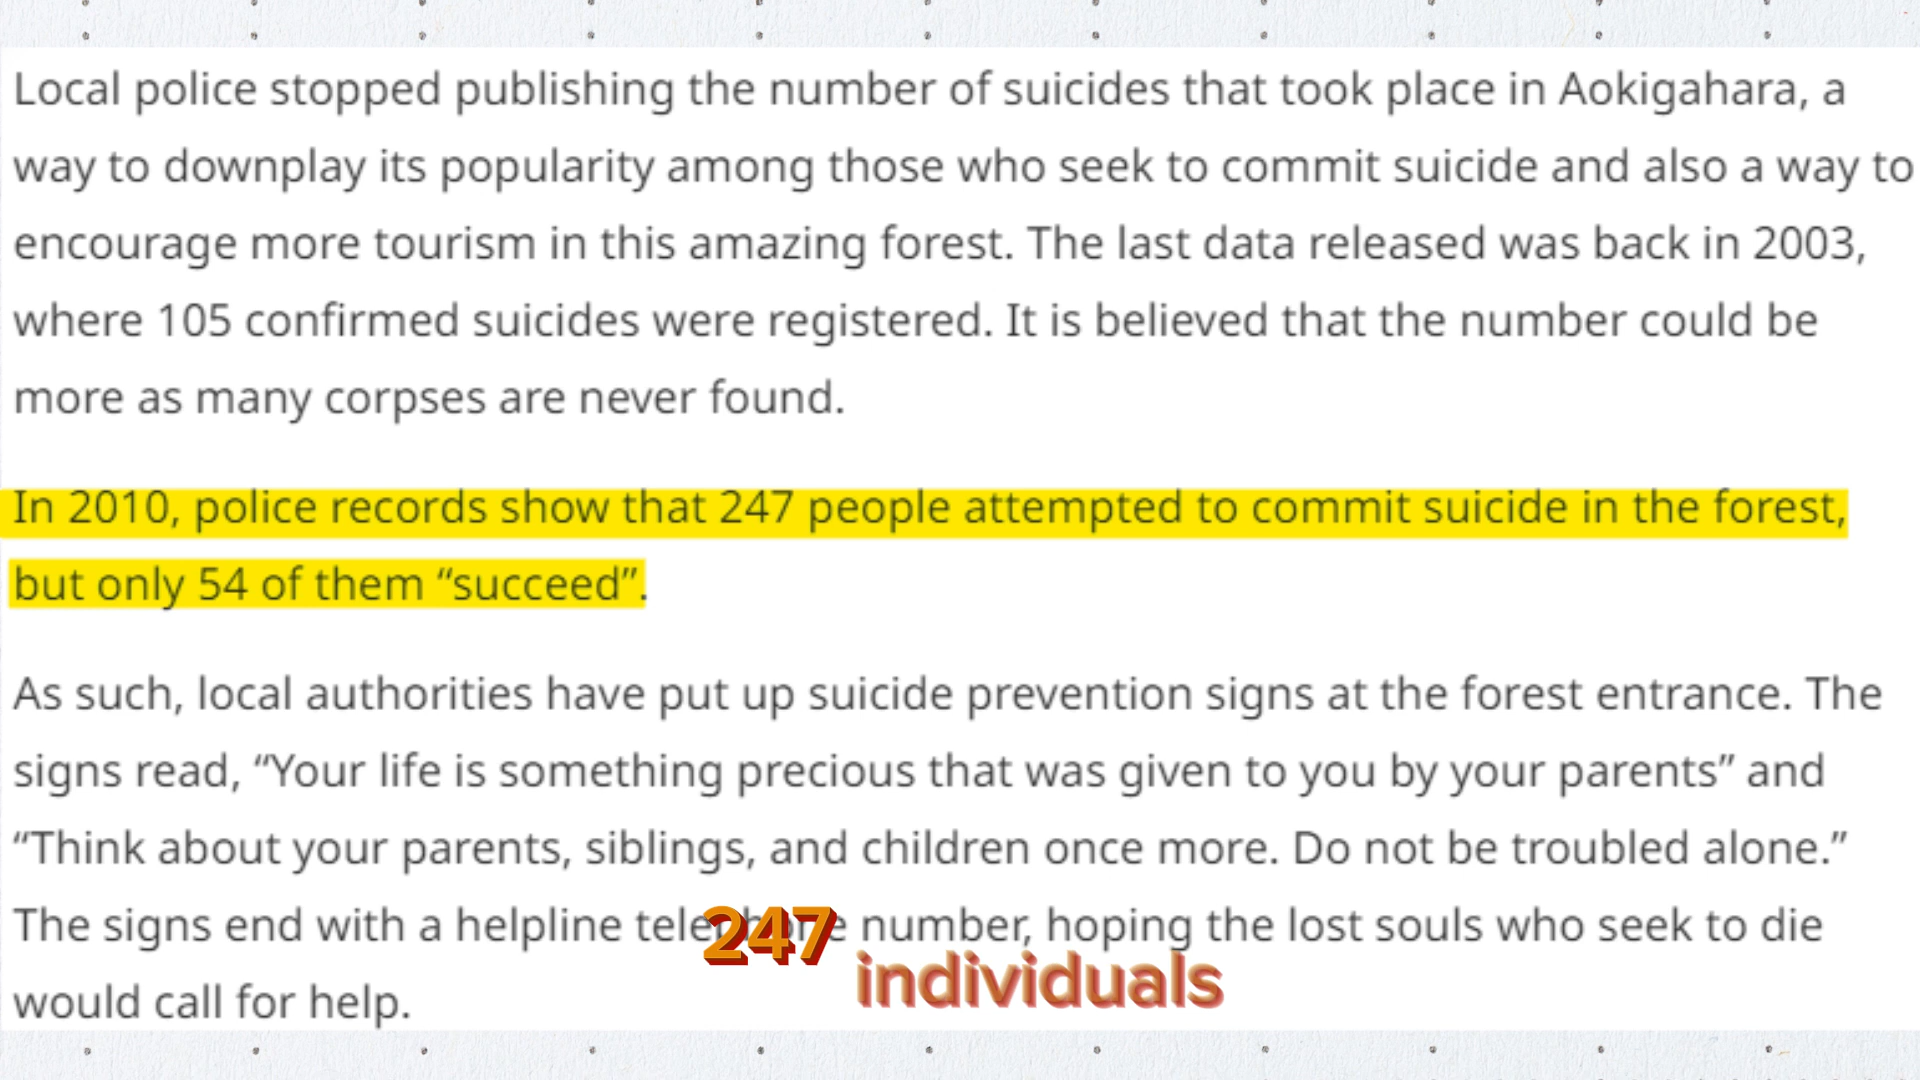 Local police stopped publishing the number of suicides that took place in Aokigahara, a
way to downplay its popularity among those who seek to commit suicide and also a way to
encourage more tourism in this amazing forest. The last data released was back in 2003,
where 105 confirmed suicides were registered. It is believed that the number could be
more as many corpses are never found.
In 2010, police records show that 247 people attempted to commit suicide in the forest,
but only 54 of them “succeed”.
As such, local authorities have put up suicide prevention signs at the forest entrance. The
signs read, “Your life is something precious that was given to you by your parents” and
“Think about your parents, siblings, and children once more. Do not be troubled alone.”
The signs end with a helpline telephone number, hoping the lost souls who seek to die
would call for help.
247
individuals